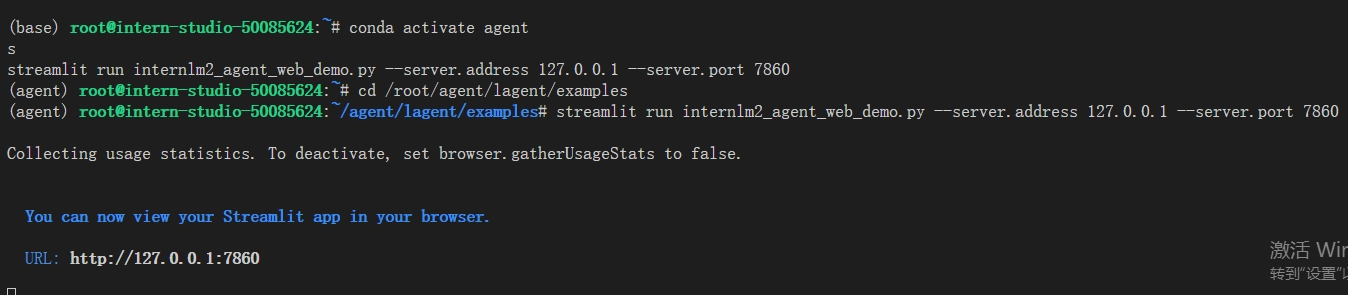 (base) root@intern-studio-50085624:~# conda activate agent
s
streamlit run internlm2_agent_web_demo.py --server.address 127.0.0.1 --server.port 7860
(agent) root@intern-studio-50085624:~# cd /root/agent/lagent/examples
(agent) root@intern-studio-50085624:~/agent/lagent/examples# streamlit run internlm2_agent_web_demo.py --server.address 127.0.0.1 --server.port 7860
Collecting usage statistics. To deactivate, set browser.gatherUsageStats to false.
You can now view your Streamlit app in your browser.
URL: http://127.0.0.1:7860
激活 Win
转到"设置"以